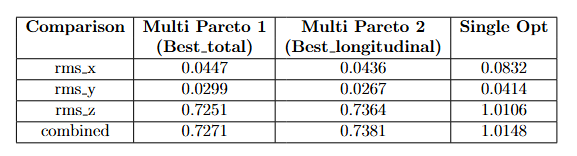 Comparison Multi Pareto 1 Multi Pareto 2 Single Opt
(Best_total) (Best_longitudinal)
rms_x 0.0447 0.0436 0.0832
rms_y 0.0299 0.0267 0.0414
rms_z 0.7251 0.7364 1.0106
combined 0.7271 0.7381 1.0148